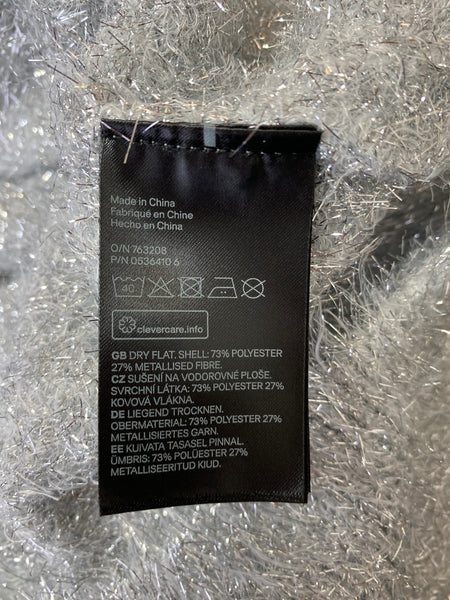 Made in China
Fabriqué en Chine
Hecho en China
O/N 763208
P/N 0536410 6
40
clevercare.info
GB DRY FLAT. SHELL: 73% POLYESTER
27% METALLISED FIBRE.
CZ SUŠENÍ NA VODOROVNÉ PLOŠE.
SVRCHNÍ LÁTKA: 73% POLYESTER 27%
KOVOVÁ VLÁKNA.
DE LIEGEND TROCKNEN.
OBERMATERIAL: 73% POLYESTER 27%
METALLISIERTES GARN.
EE KUIVATA TASASEL PINNAL.
ÜMBRIS: 73% POLÜESTER 27%
METALLISEERITUD KIUD.